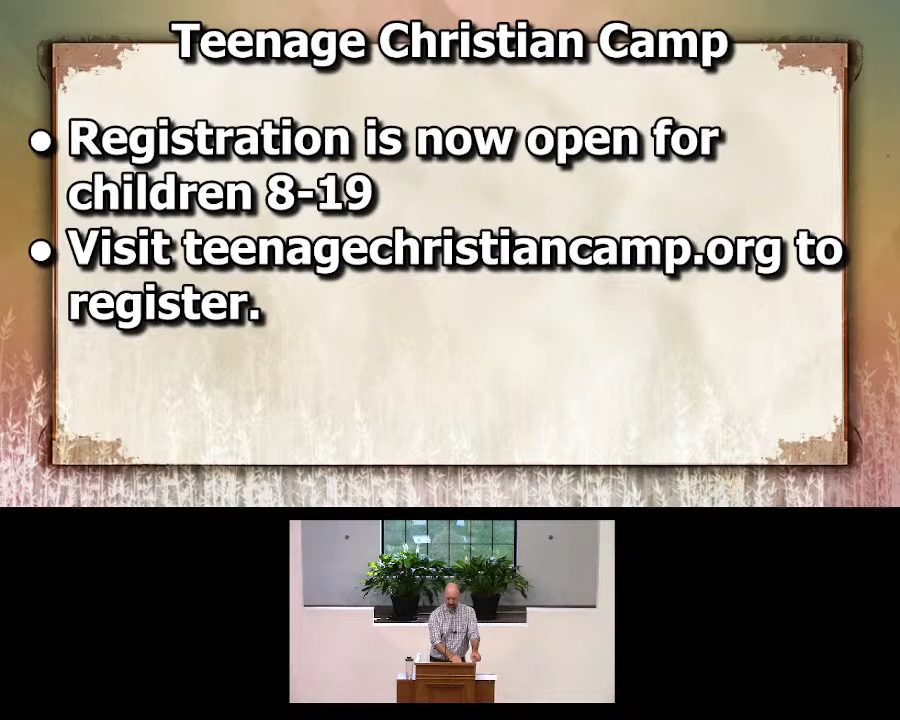 Teenage Christian Camp
• Registration is now open for
children 8-19
• Visit teenagechristiancamp.org to
register.